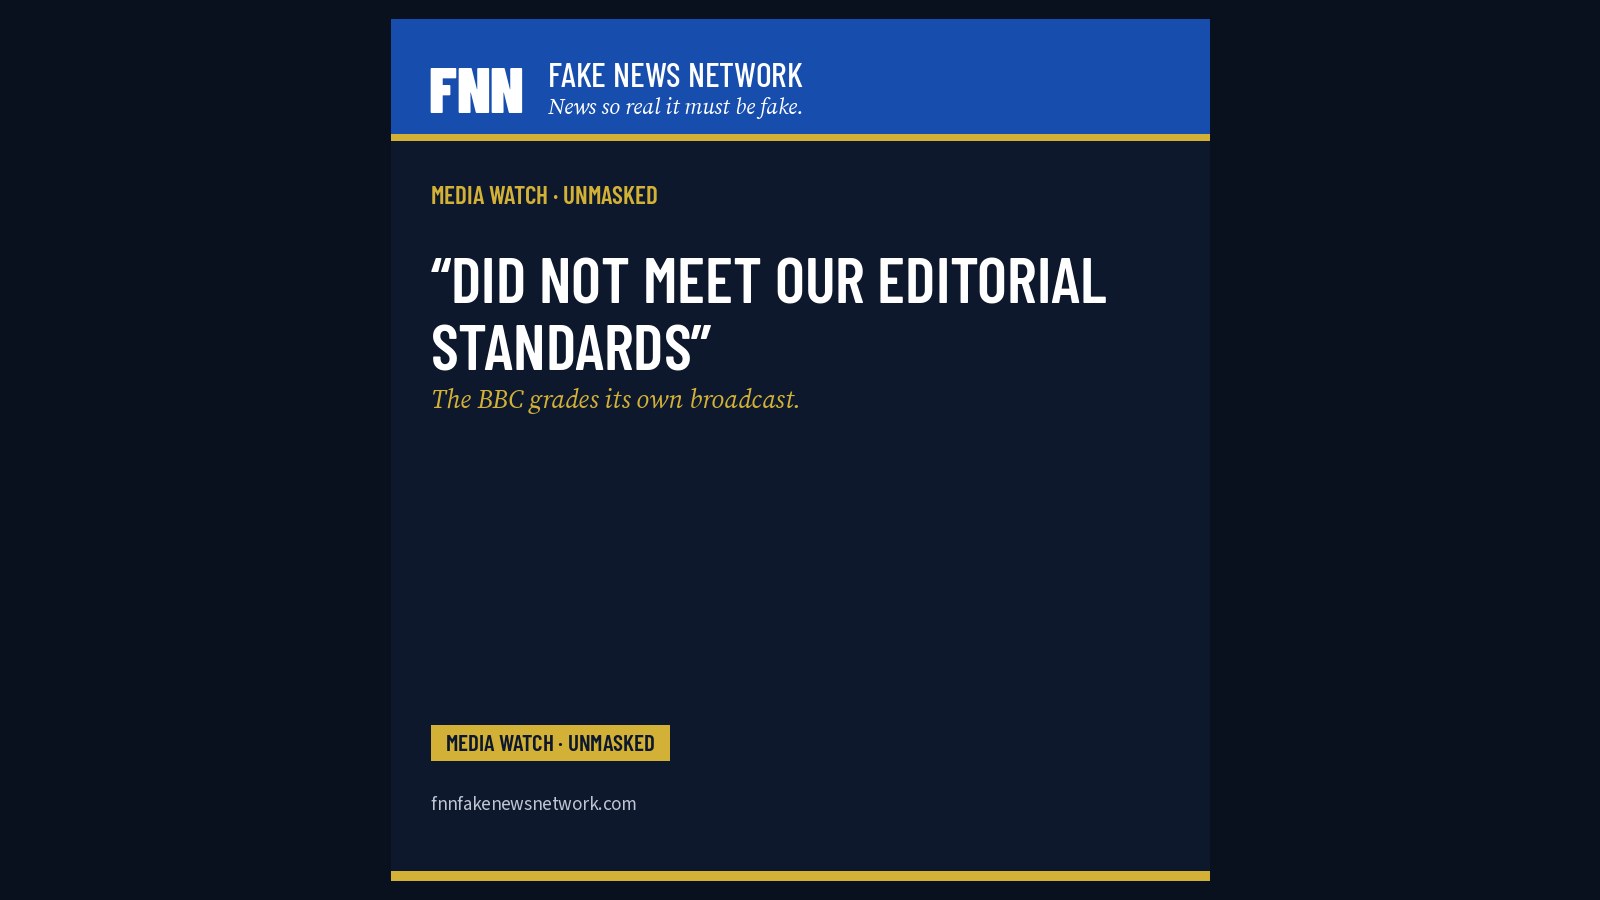 FNN
FAKE NEWS NETWORK
News so real it must be fake.
MEDIA WATCH · UNMASKED
“DID NOT MEET OUR EDITORIAL
STANDARDS”
The BBC grades its own broadcast.
MEDIA WATCH · UNMASKED
fnnfakenewsnetwork.com